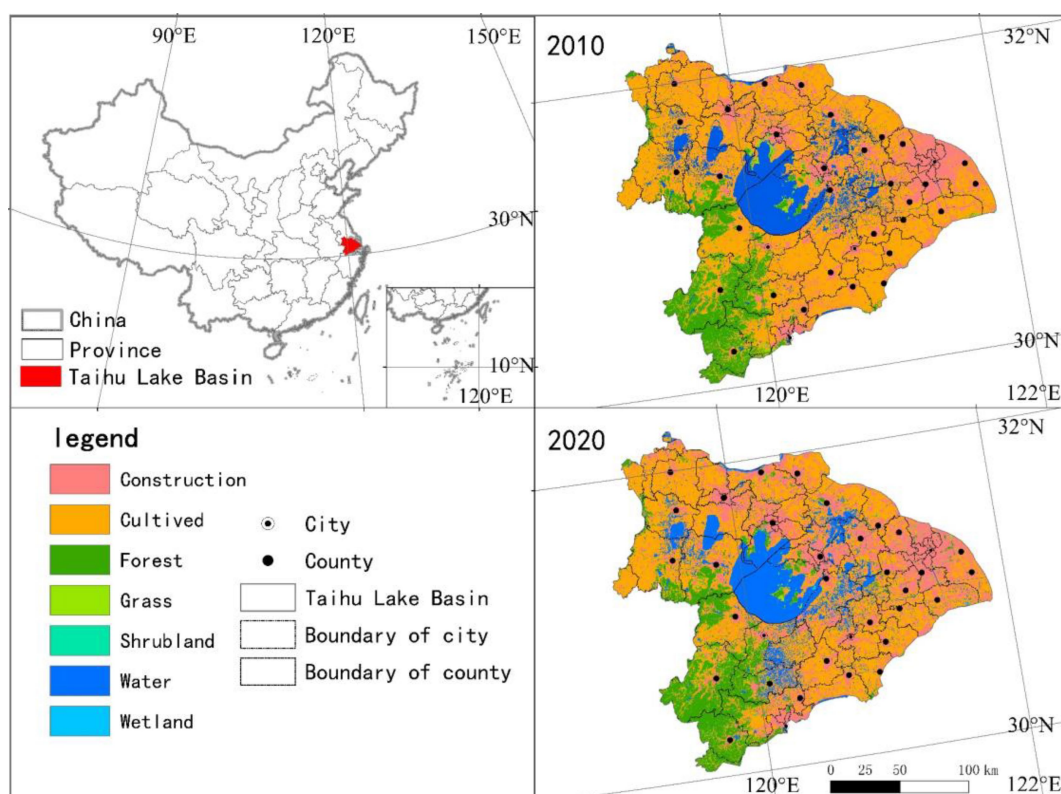 90°E
120°E
150°E
30°N
10°N
120°E
China
Province
Taihu Lake Basin
2010
32°N
30°N
120°E
122°E
legend
Construction
Cultived
Forest
Grass
Shrubland
Water
Wetland
City
County
Taihu Lake Basin
Boundary of city
Boundary of county
2020
32°N
30°N
120°E
122°E
0 25 50 100 km